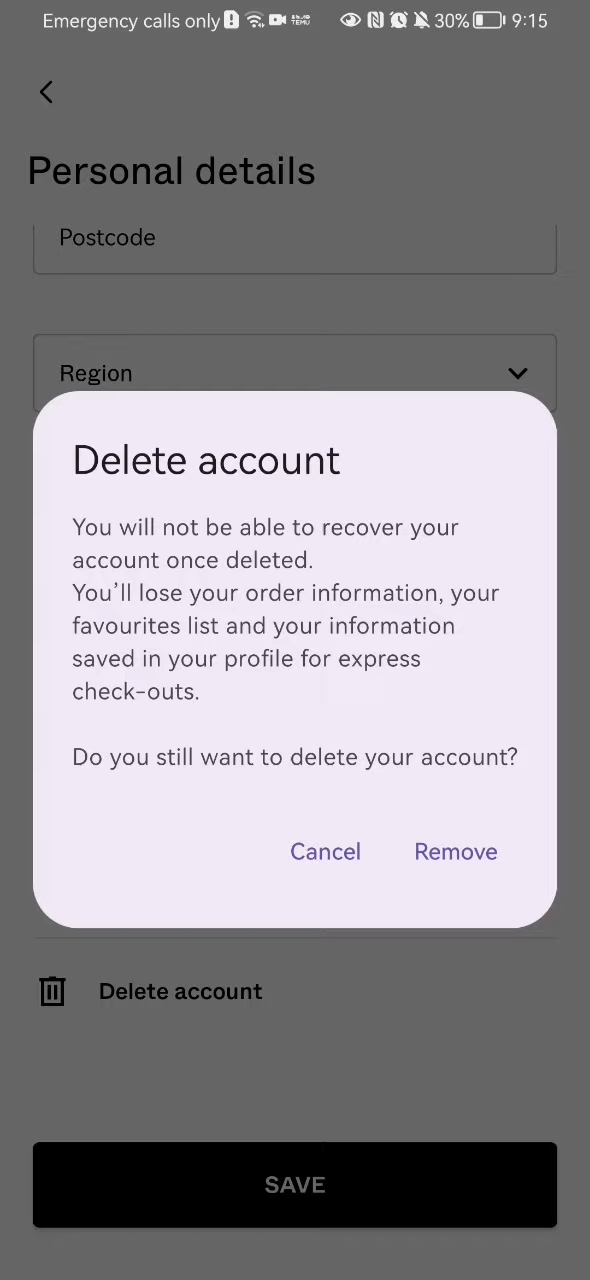 Emergency calls only 30% 9:15
Personal details
Postcode
Region
Delete account
You will not be able to recover your
account once deleted.
You’ll lose your order information, your
favourites list and your information
saved in your profile for express
check-outs.
Do you still want to delete your account?
Cancel Remove
Delete account
SAVE